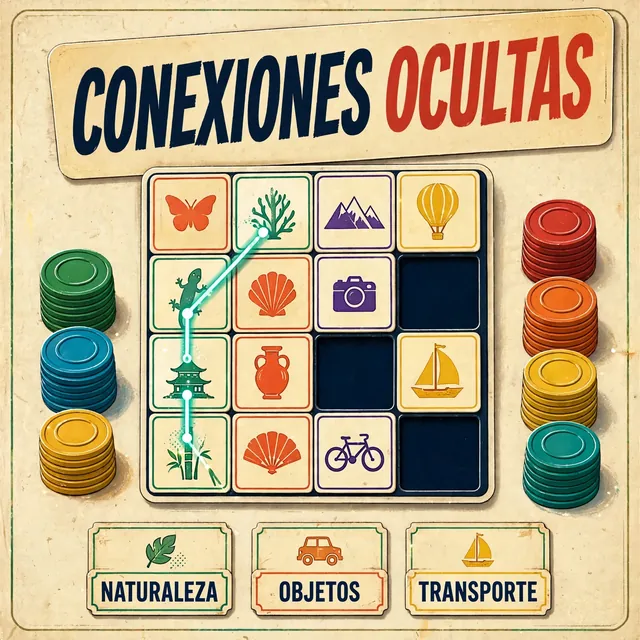 CONEXIONES OCULTAS
NATURALEZA
OBJETOS
TRANSPORTE